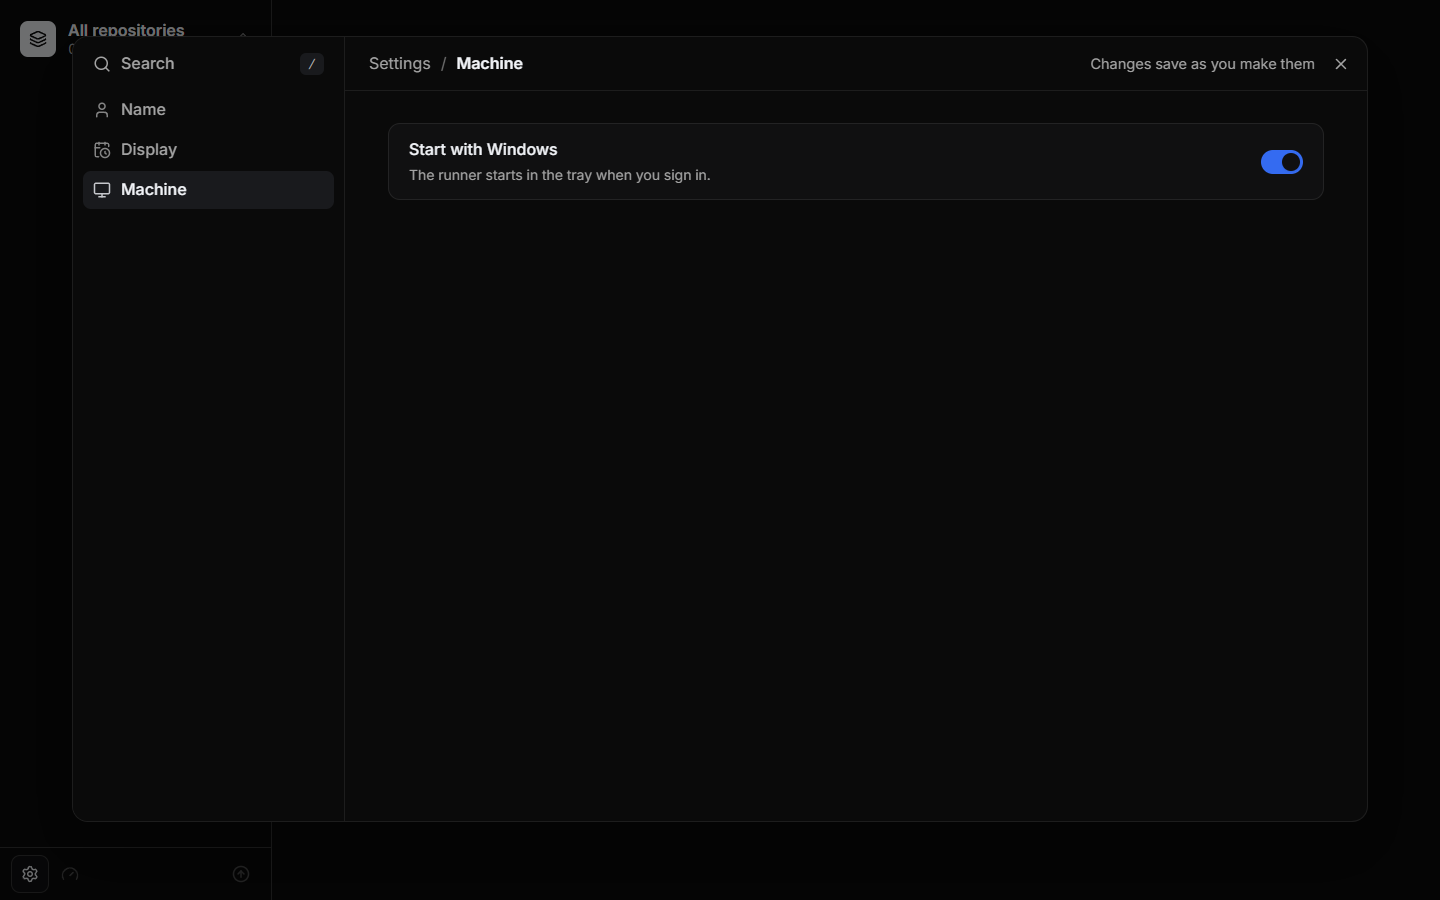 All repositories
Search
/
Name
Display
Machine
Settings / Machine
Changes save as you make them
Start with Windows
The runner starts in the tray when you sign in.